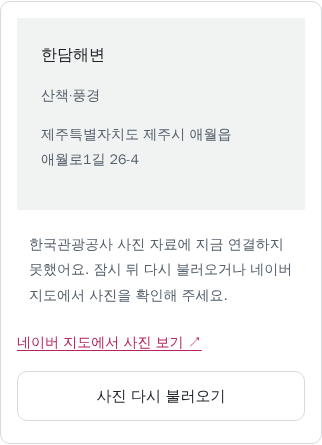 한담해변
산책·풍경
제주특별자치도 제주시 애월읍
애월로1길 26-4
한국관광공사 사진 자료에 지금 연결하지
못했어요. 잠시 뒤 다시 불러오거나 네이버
지도에서 사진을 확인해 주세요.
네이버 지도에서 사진 보기 ↗
사진 다시 불러오기